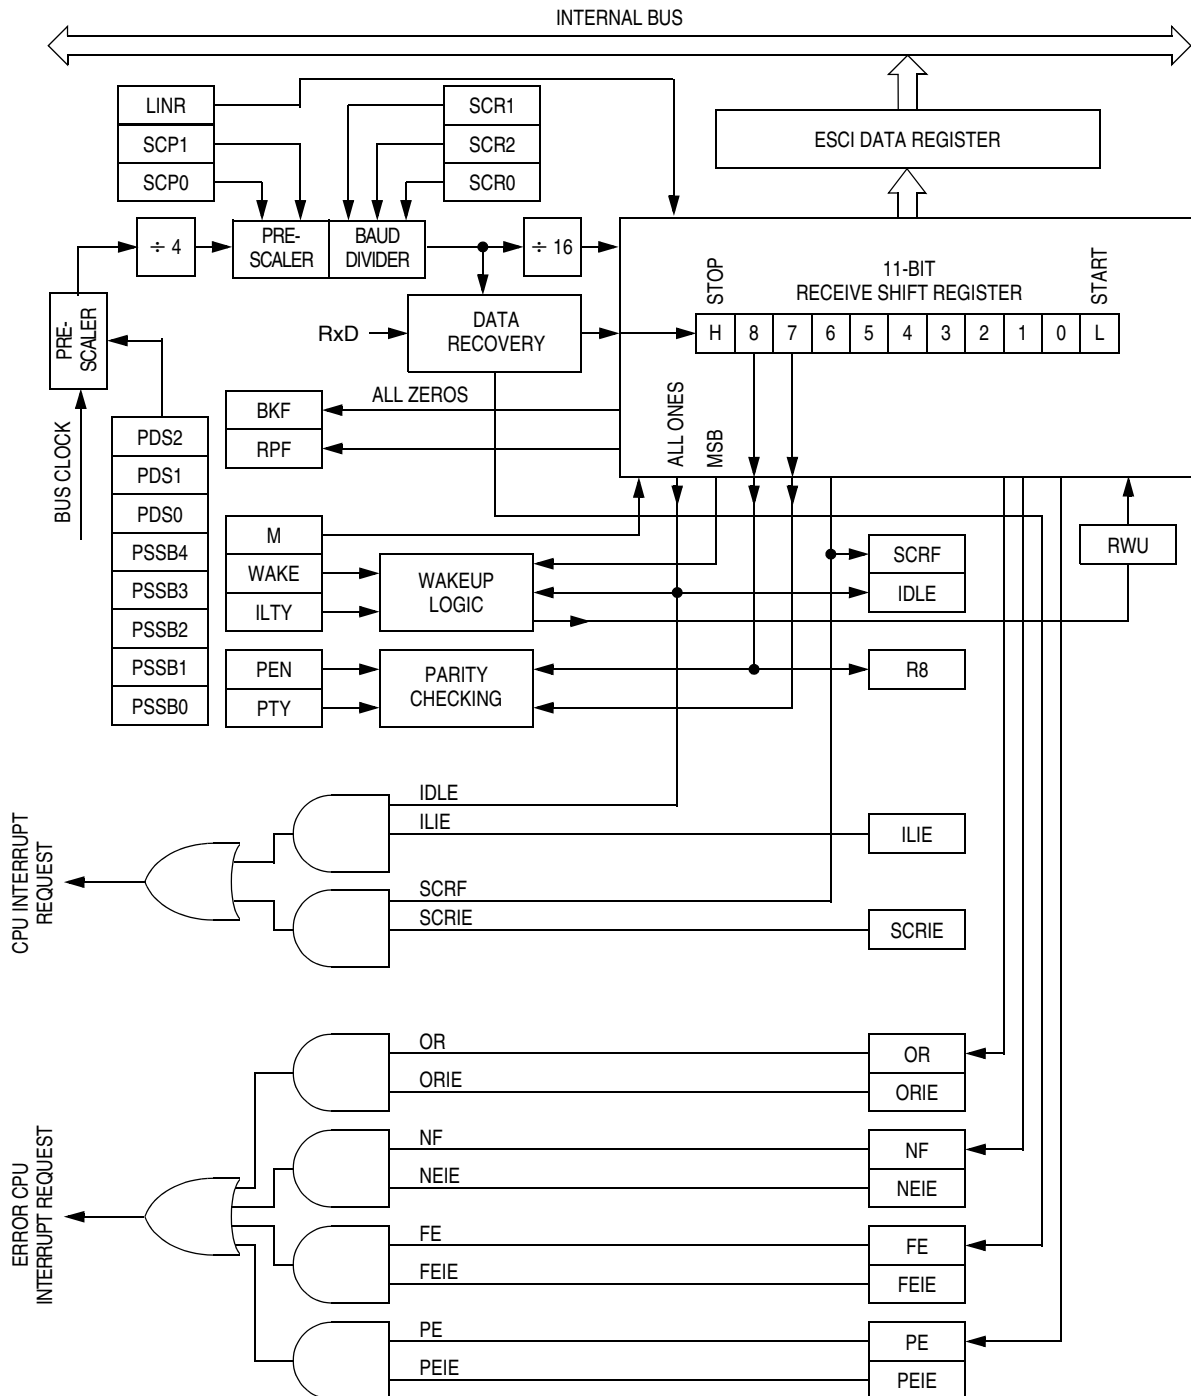 INTERNAL BUS
LINR
SCP1
SCP0
SCR1
SCR2
SCR0
ESCI DATA REGISTER
÷ 4
PRE-
SCALER
BAUD
DIVIDER
÷ 16
PRE-
SCALER
BUS CLOCK
RxD
DATA
RECOVERY
STOP
11-BIT
RECEIVE SHIFT REGISTER
START
H 8 7 6 5 4 3 2 1 0 L
ALL ZEROS
ALL ONES
MSB
BKF
RPF
PDS2
PDS1
PDS0
PSSB4
PSSB3
PSSB2
PSSB1
PSSB0
M
WAKE
ILTY
WAKEUP
LOGIC
SCRF
IDLE
RWU
PEN
PTY
PARITY
CHECKING
R8
CPU INTERRUPT
REQUEST
IDLE
ILIE
ILIE
SCRF
SCRIE
SCRIE
ERROR CPU
INTERRUPT REQUEST
OR
ORIE
OR
ORIE
NF
NEIE
NF
NEIE
FE
FEIE
FE
FEIE
PE
PEIE
PE
PEIE